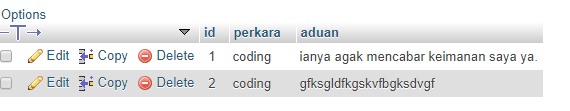 Options
id perkara aduan
Edit Copy Delete 1 coding ianya agak mencabar keimanan saya ya.
Edit Copy Delete 2 coding gfksgldfkgskvfbgksdvgf